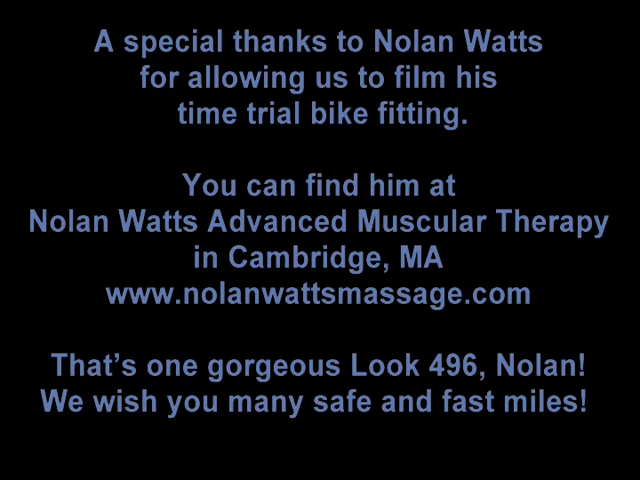 A special thanks to Nolan Watts
for allowing us to film his
time trial bike fitting.
You can find him at
Nolan Watts Advanced Muscular Therapy
in Cambridge, MA
www.nolanwattsmassage.com
That’s one gorgeous Look 496, Nolan!
We wish you many safe and fast miles!